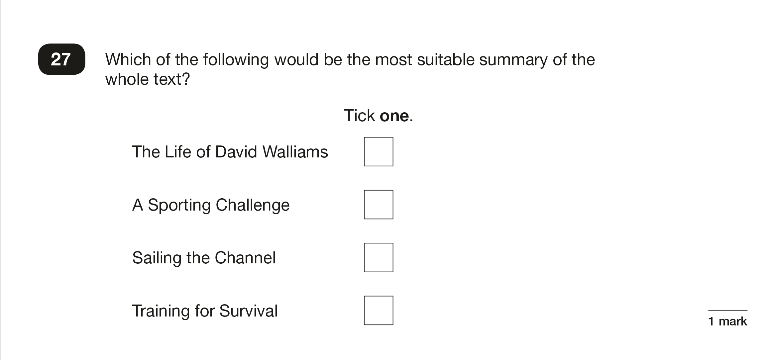 27
Which of the following would be the most suitable summary of the
whole text?
Tick one.
The Life of David Walliams
A Sporting Challenge
Sailing the Channel
Training for Survival
1 mark